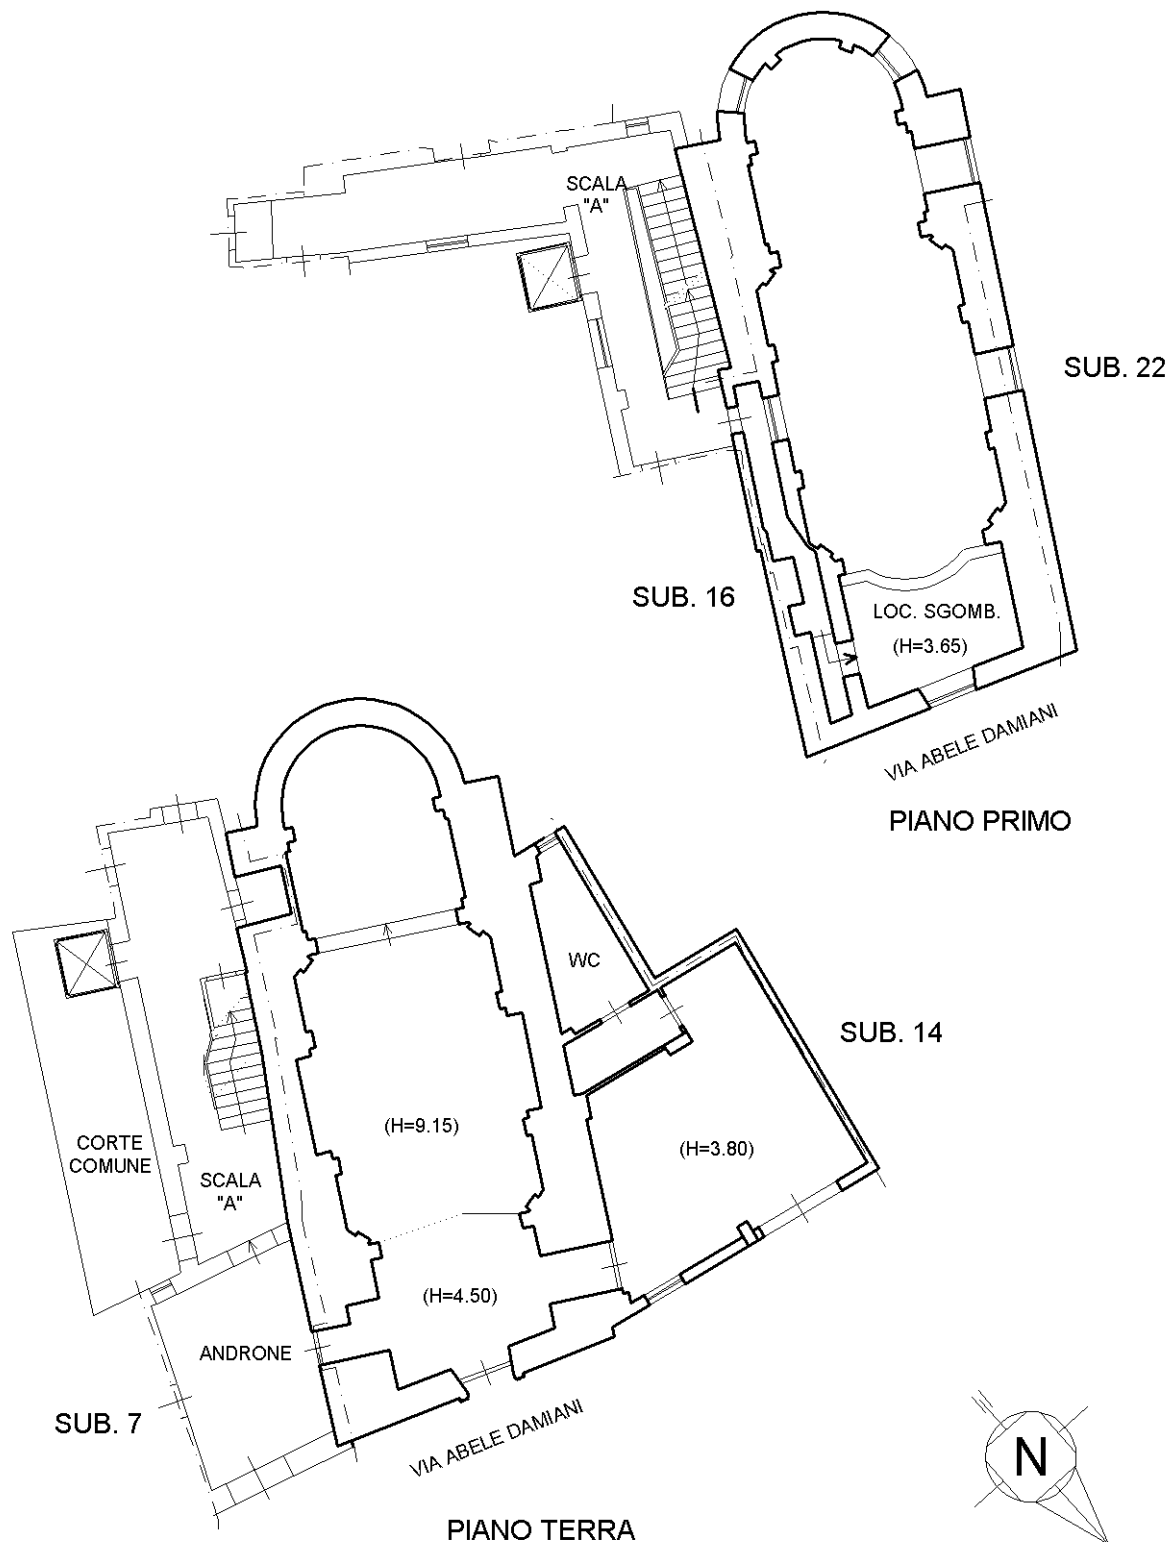 SCALA
"A"
SUB. 22
SUB. 16
LOC. SGOMB.
(H=3.65)
VIA ABELE DAMIANI
PIANO PRIMO
WC
SUB. 14
(H=9.15)
(H=3.80)
CORTE
COMUNE
SCALA
"A"
(H=4.50)
ANDRONE
SUB. 7
VIA ABELE DAMIANI
N
PIANO TERRA